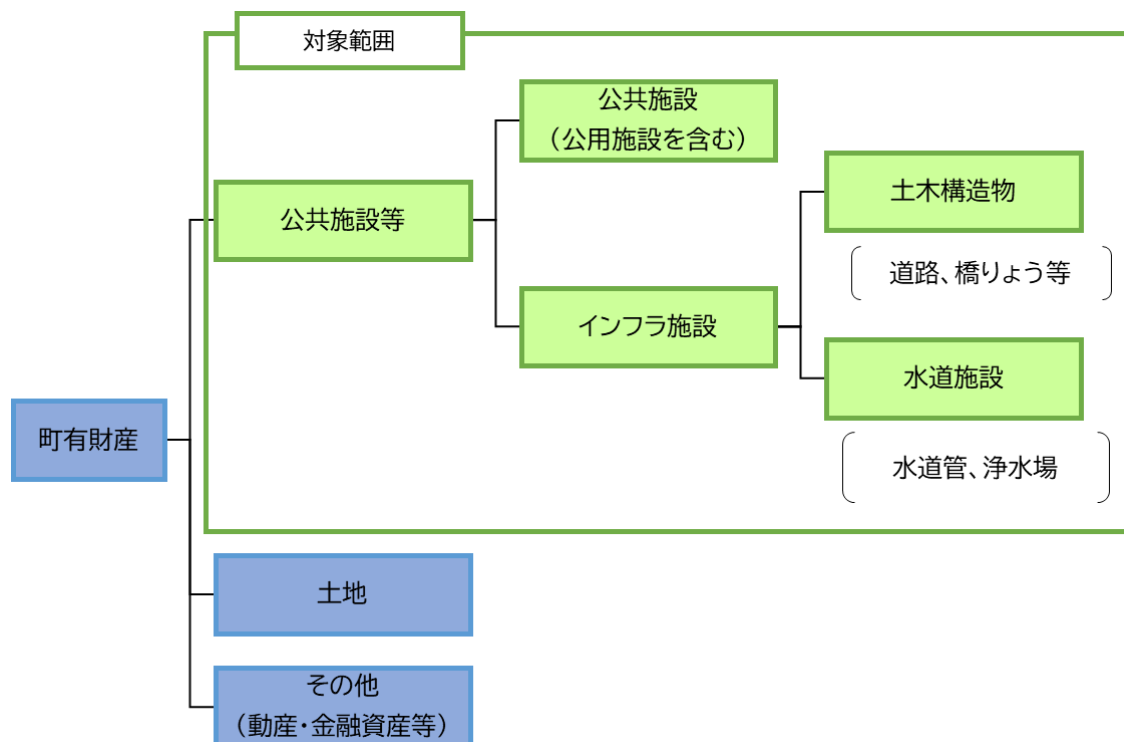 対象範囲
公共施設
（公用施設を含む）
土木構造物
公共施設等
道路、橋りょう等
インフラ施設
水道施設
町有財産
水道管、浄水場
土地
その他
（動産・金融資産等）